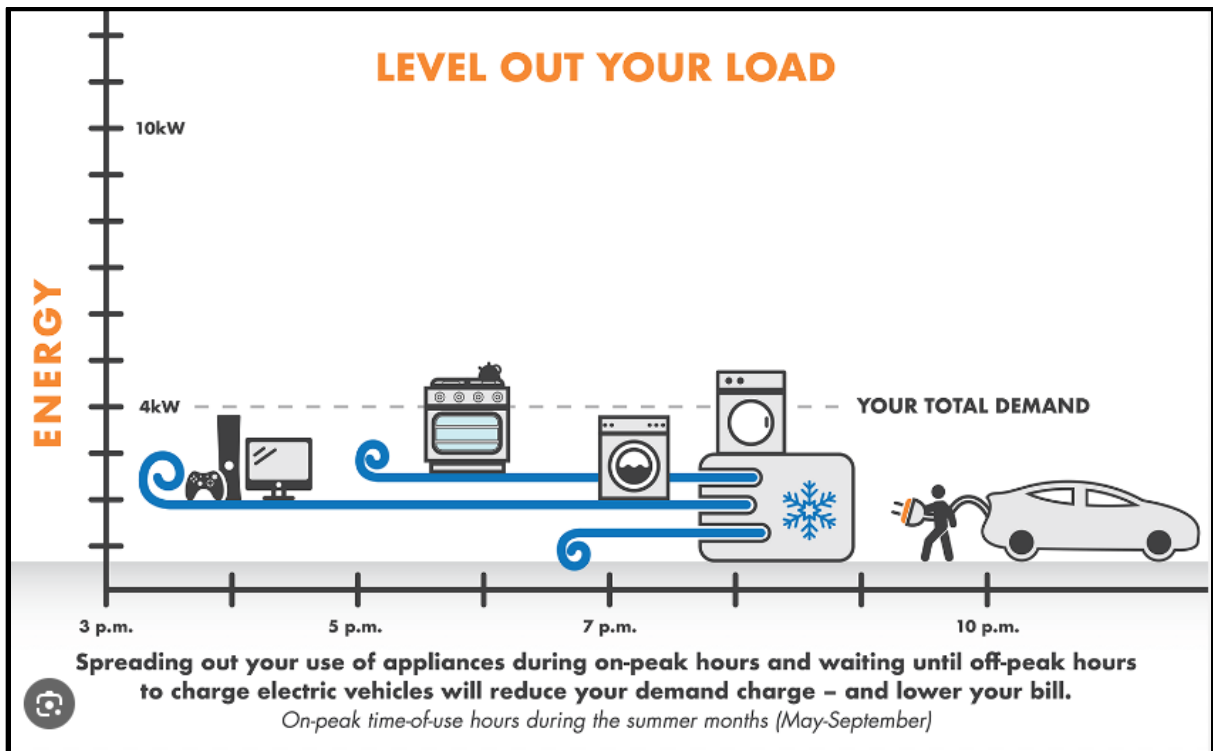 LEVEL OUT YOUR LOAD
10kW
ENERGY
4kW
YOUR TOTAL DEMAND
3 p.m.
5 p.m.
7 p.m.
10 p.m.
Spreading out your use of appliances during on-peak hours and waiting until off-peak hours
to charge electric vehicles will reduce your demand charge – and lower your bill.
On-peak time-of-use hours during the summer months (May-September)